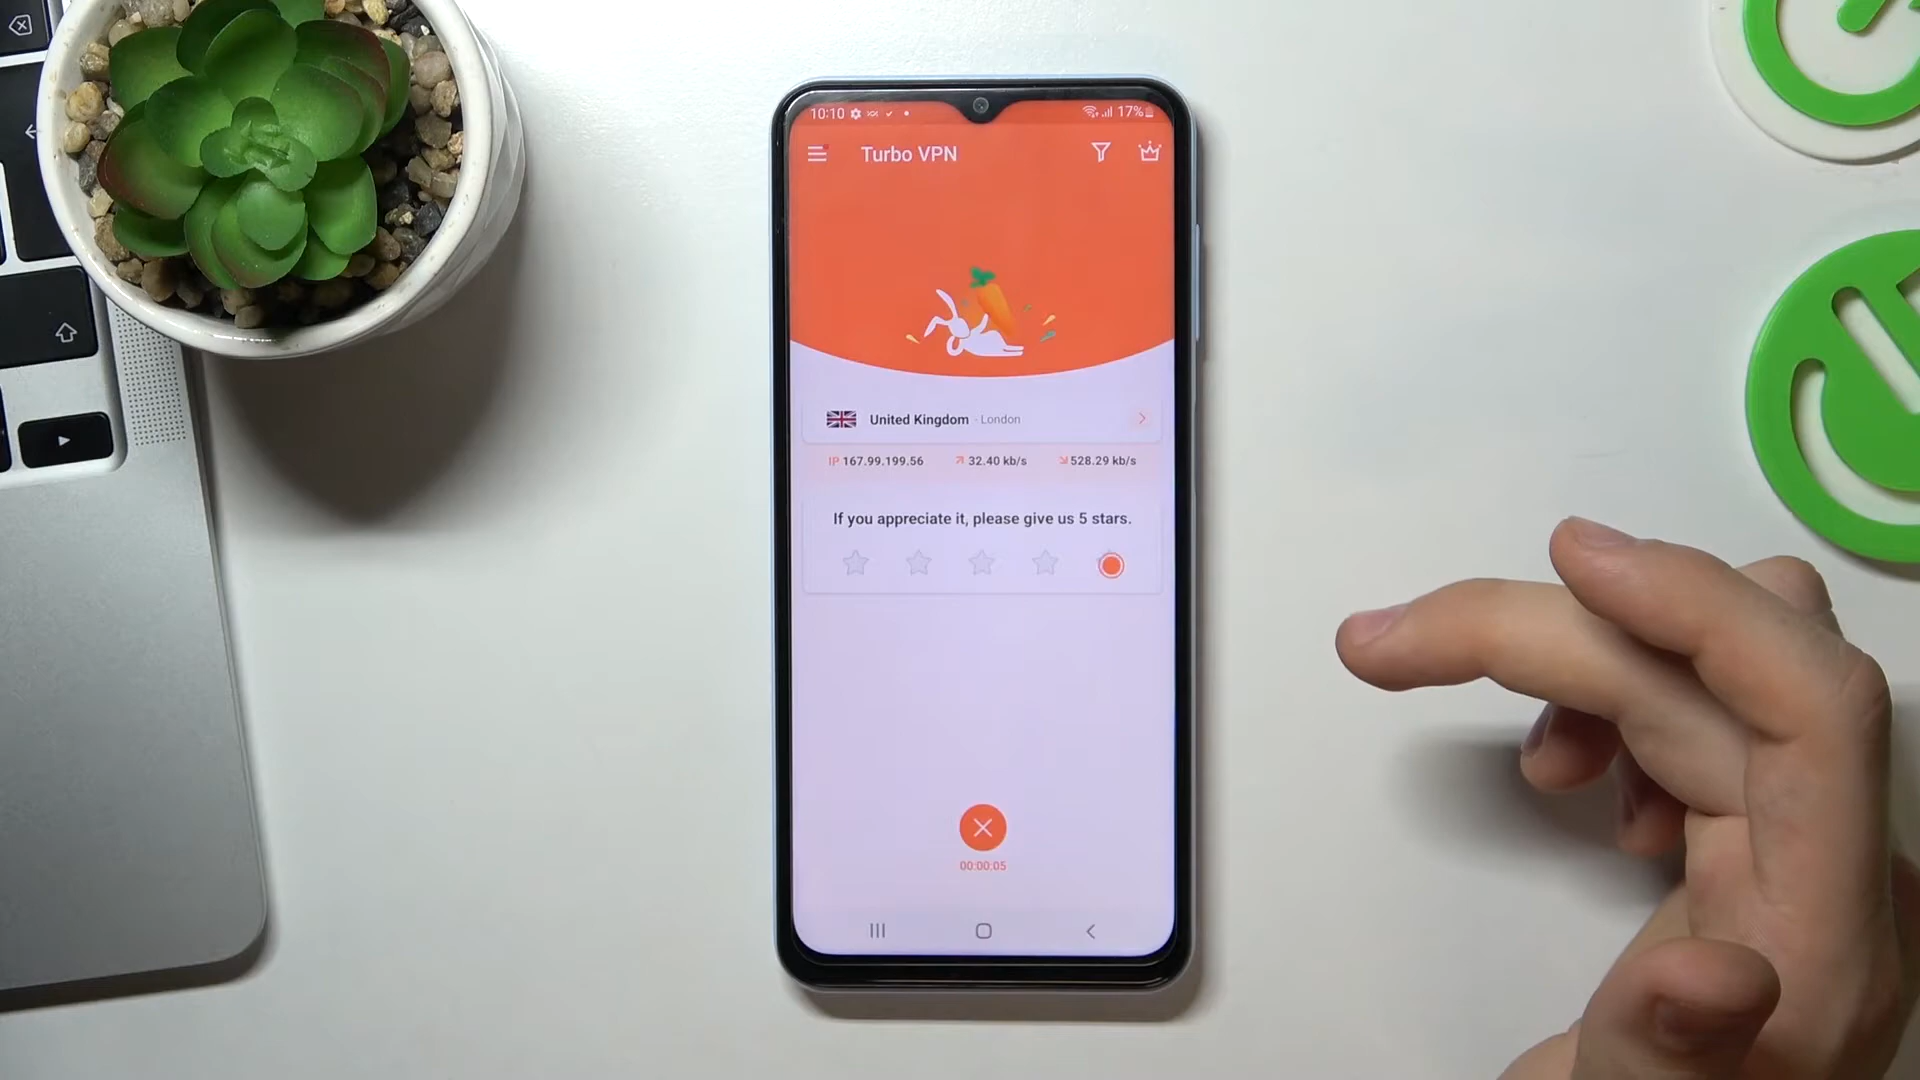 10:10 17%
Turbo VPN
United Kingdom - London
IP 167.99.199.56 32.40 kb/s 528.29 kb/s
If you appreciate it, please give us 5 stars.
00:00:05